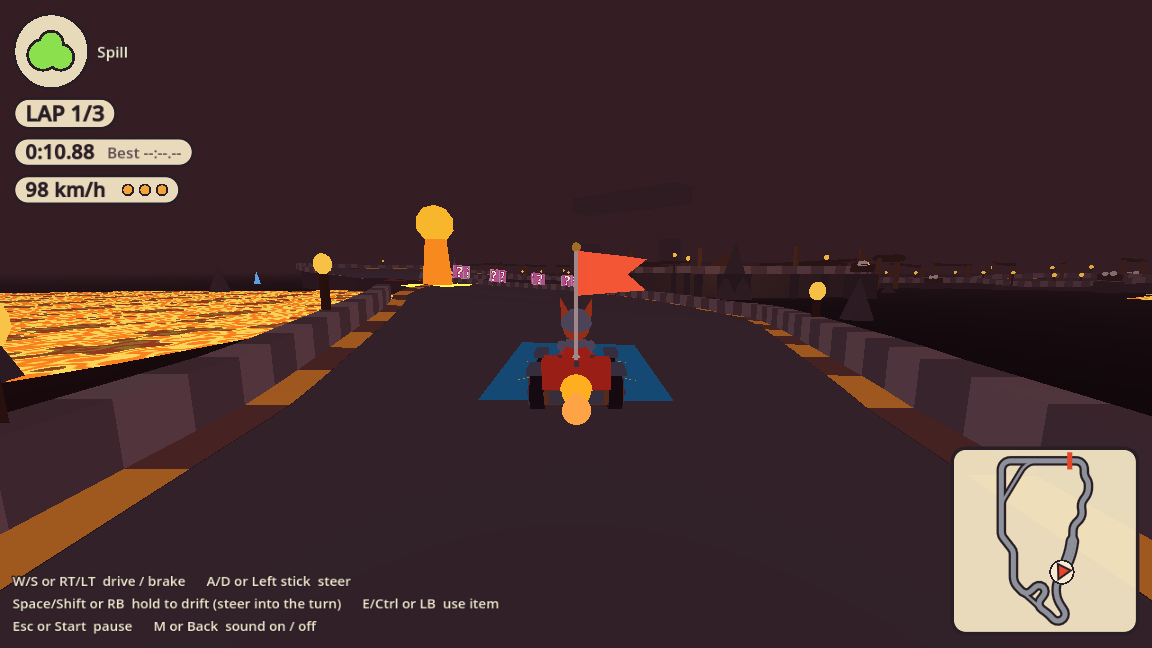 Spill
LAP 1/3
0:10.88 Best --:--.--
98 km/h
? ? ? ? ? ?
W/S or RT/LT drive / brake A/D or Left stick steer
Space/Shift or RB hold to drift (steer into the turn) E/Ctrl or LB use item
Esc or Start pause M or Back sound on / off